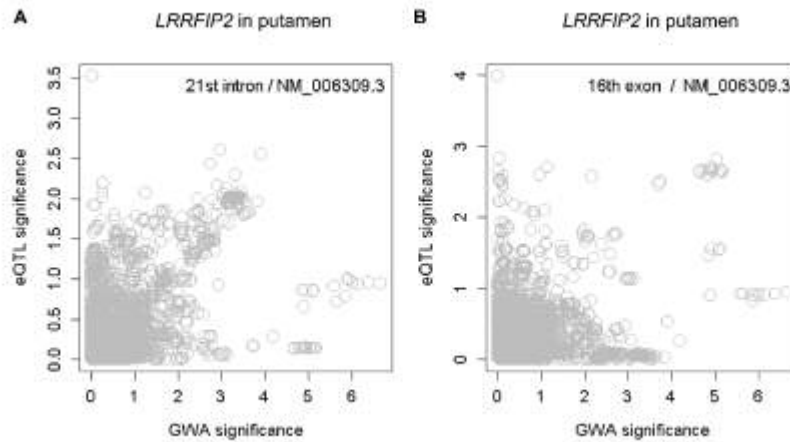 A
LRRFIP2 in putamen
21st intron / NM_006309.3
3.5
3.0
2.5
2.0
1.5
1.0
0.5
0.0
eQTL significance
0 1 2 3 4 5 6
GWA significance
B
LRRFIP2 in putamen
16th exon / NM_006309.3
4
3
2
1
0
eQTL significance
0 1 2 3 4 5 6
GWA significance